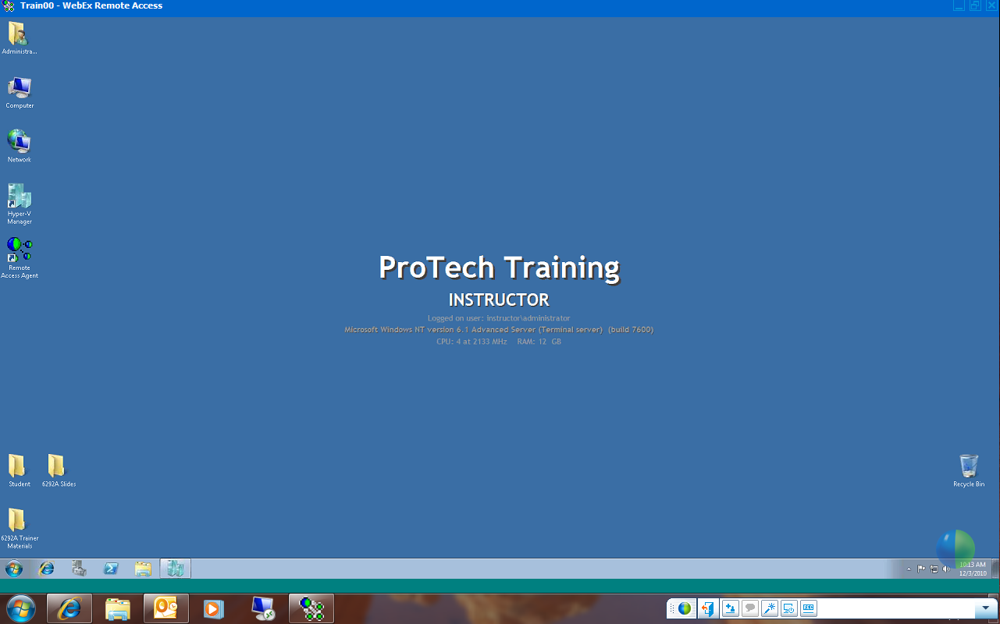 Train00 - WebEx Remote Access
Administra...
Computer
Network
Hyper-V
Manager
Remote
Access Agent
ProTech Training
INSTRUCTOR
Logged on user: instructor\administrator
Microsoft Windows NT version 6.1 Advanced Server (Terminal server) (build 7600)
CPU: 4 at 2133 MHz RAM: 12 GB
Student
6292A Slides
Recycle Bin
6292A Trainer
Materials
10:13 AM
12/3/2010